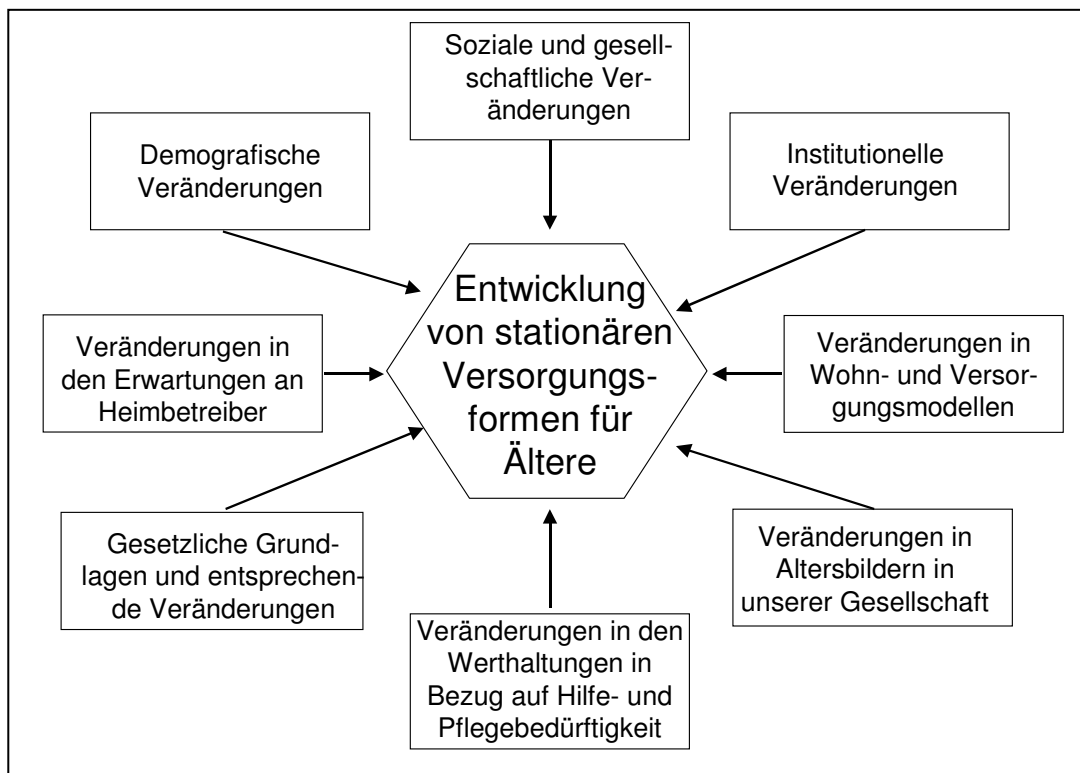 Soziale und gesell-
schaftliche Ver-
änderungen
Demografische
Veränderungen
Institutionelle
Veränderungen
Entwicklung
von stationären
Versorgungs-
formen für
Ältere
Veränderungen in
den Erwartungen an
Heimbetreiber
Veränderungen in
Wohn- und Versor-
gungsmodellen
Gesetzliche Grund-
lagen und entsprechen-
de Veränderungen
Veränderungen in
Altersbildern in
unserer Gesellschaft
Veränderungen in den
Werthaltungen in
Bezug auf Hilfe- und
Pflegebedürftigkeit